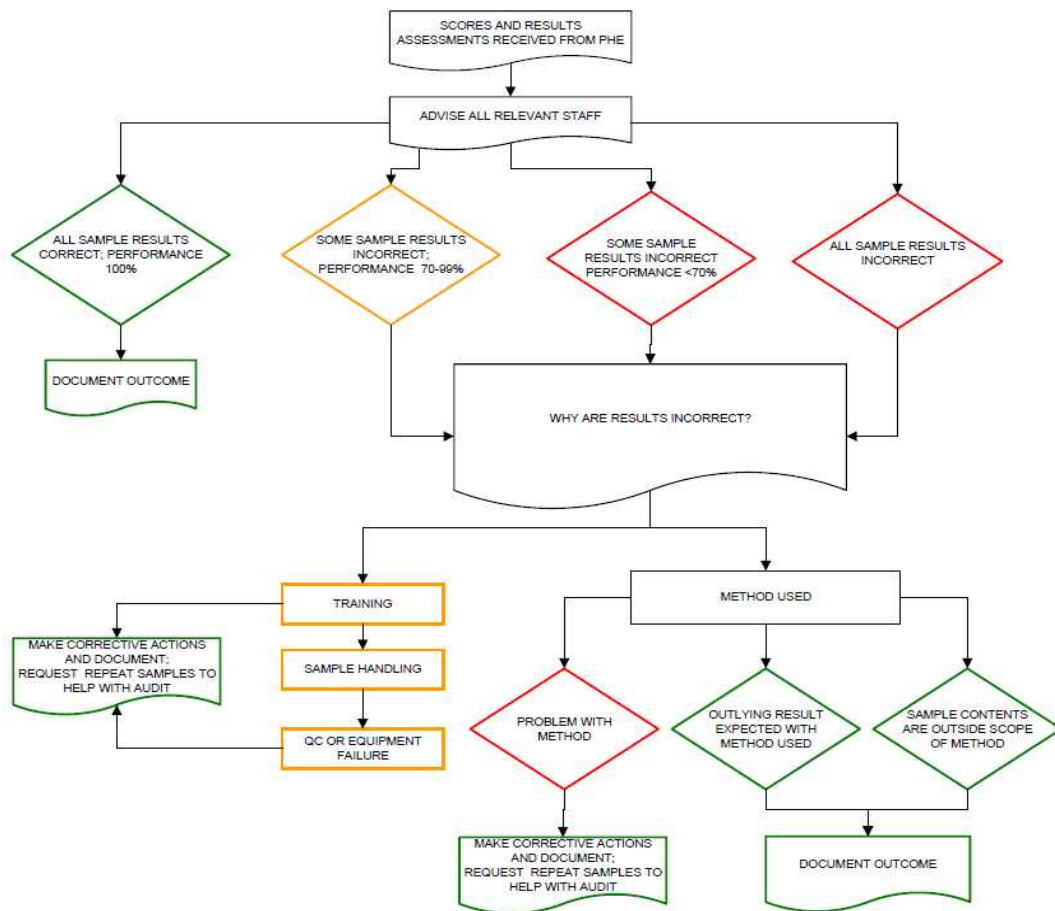 SCORES AND RESULTS
ASSESSMENTS RECEIVED FROM PHE
ADVISE ALL RELEVANT STAFF
ALL SAMPLE RESULTS
CORRECT; PERFORMANCE
100%
SOME SAMPLE RESULTS
INCORRECT;
PERFORMANCE 70-99%
SOME SAMPLE
RESULTS INCORRECT
PERFORMANCE <70%
ALL SAMPLE RESULTS
INCORRECT
DOCUMENT OUTCOME
WHY ARE RESULTS INCORRECT?
TRAINING
METHOD USED
MAKE CORRECTIVE ACTIONS
AND DOCUMENT;
REQUEST REPEAT SAMPLES TO
HELP WITH AUDIT
SAMPLE HANDLING
QC OR EQUIPMENT
FAILURE
PROBLEM WITH
METHOD
OUTLYING RESULT
EXPECTED WITH
METHOD USED
SAMPLE CONTENTS
ARE OUTSIDE SCOPE
OF METHOD
MAKE CORRECTIVE ACTIONS
AND DOCUMENT;
REQUEST REPEAT SAMPLES TO
HELP WITH AUDIT
DOCUMENT OUTCOME